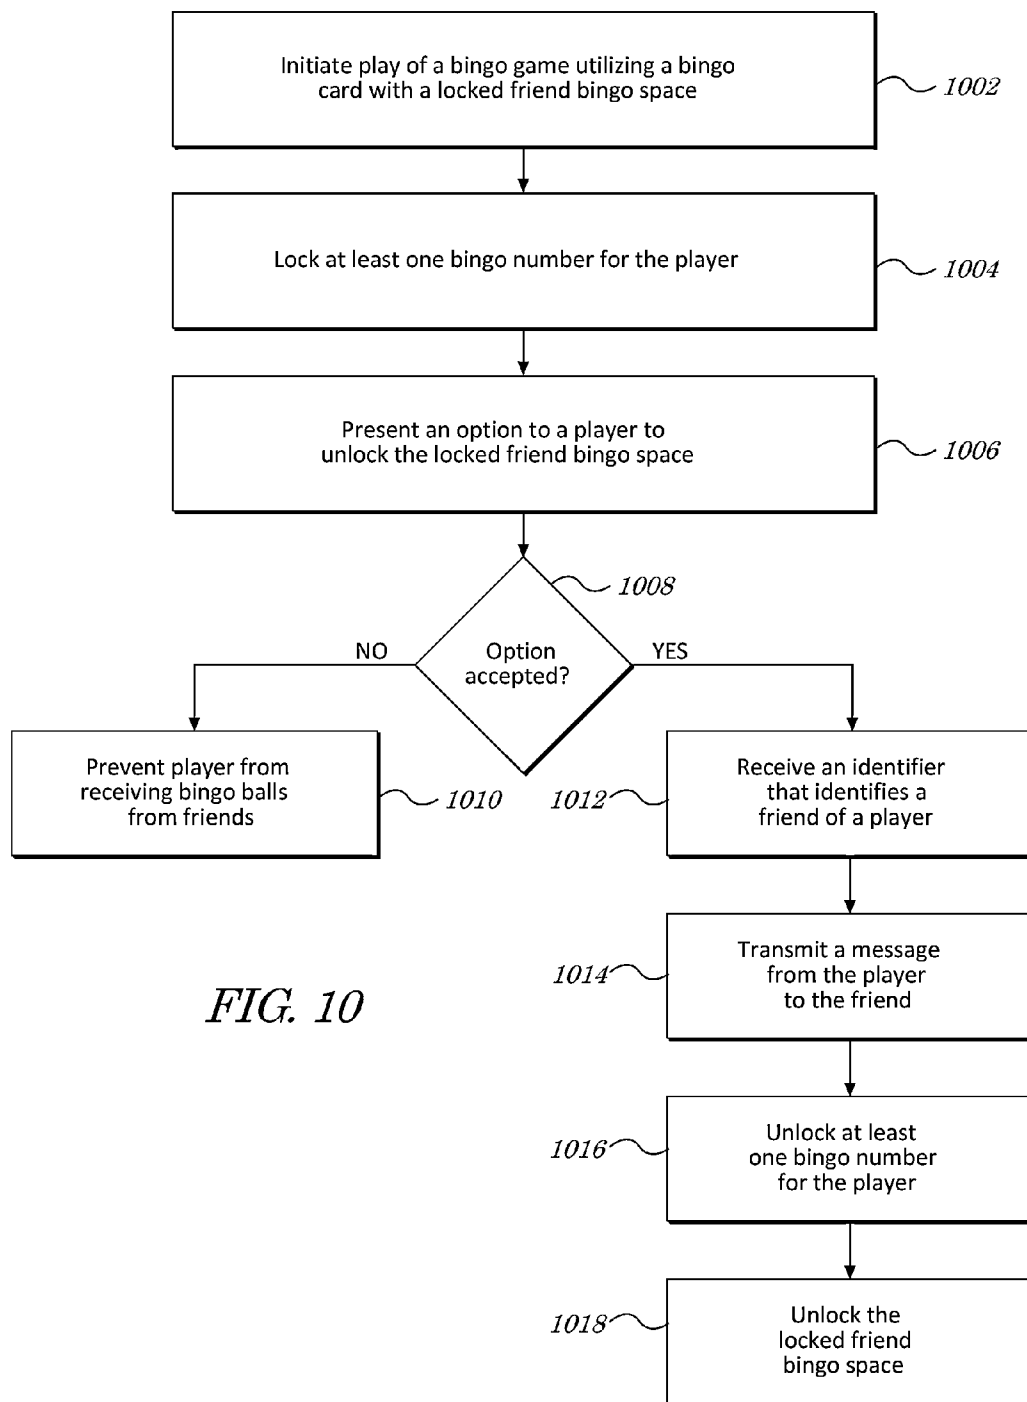 Initiate play of a bingo game utilizing a bingo
card with a locked friend bingo space
1002
Lock at least one bingo number for the player
1004
Present an option to a player to
unlock the locked friend bingo space
1006
1008
Option
accepted?
NO
YES
Prevent player from
receiving bingo balls
from friends
1010
1012
Receive an identifier
that identifies a
friend of a player
1014
Transmit a message
from the player
to the friend
FIG. 10
1016
Unlock at least
one bingo number
for the player
1018
Unlock the
locked friend
bingo space